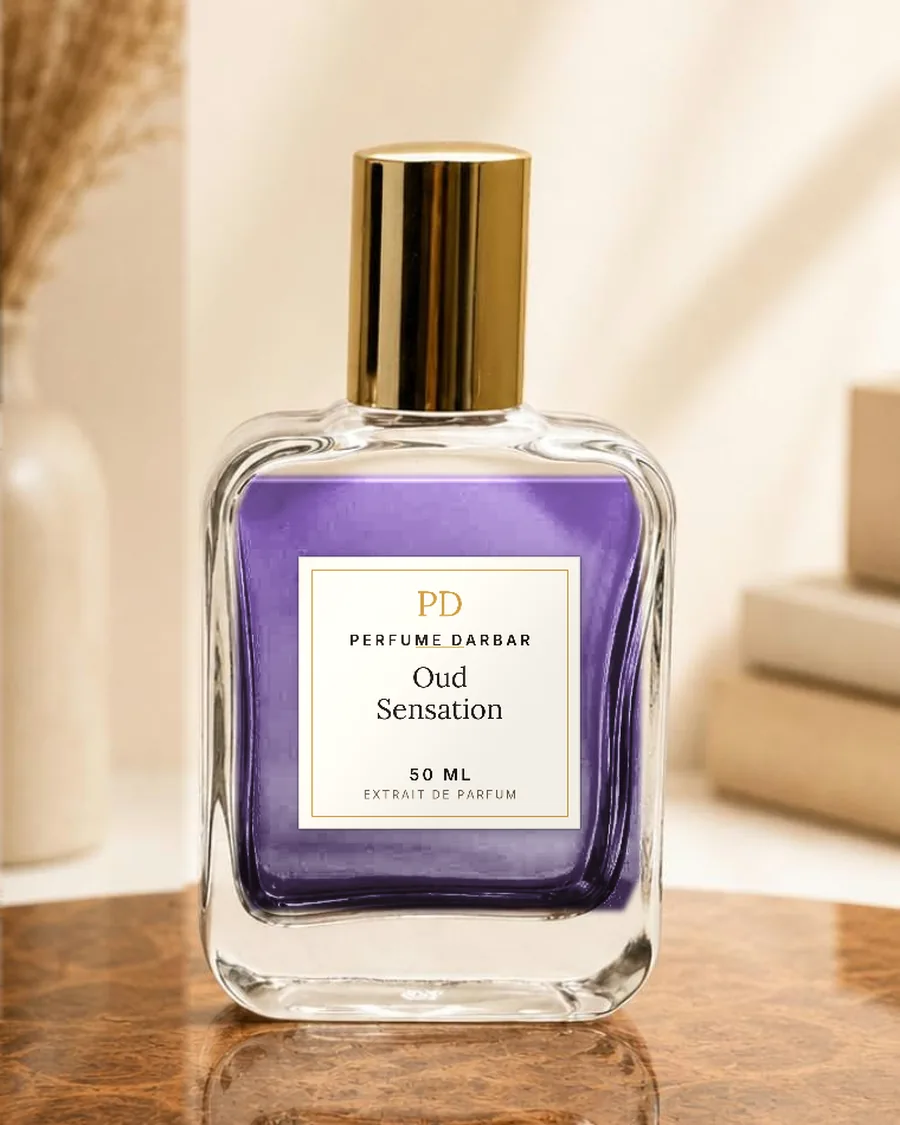 PD
PERFUME DARBAR
Oud
Sensation
50 ML
EXTRAIT DE PARFUM